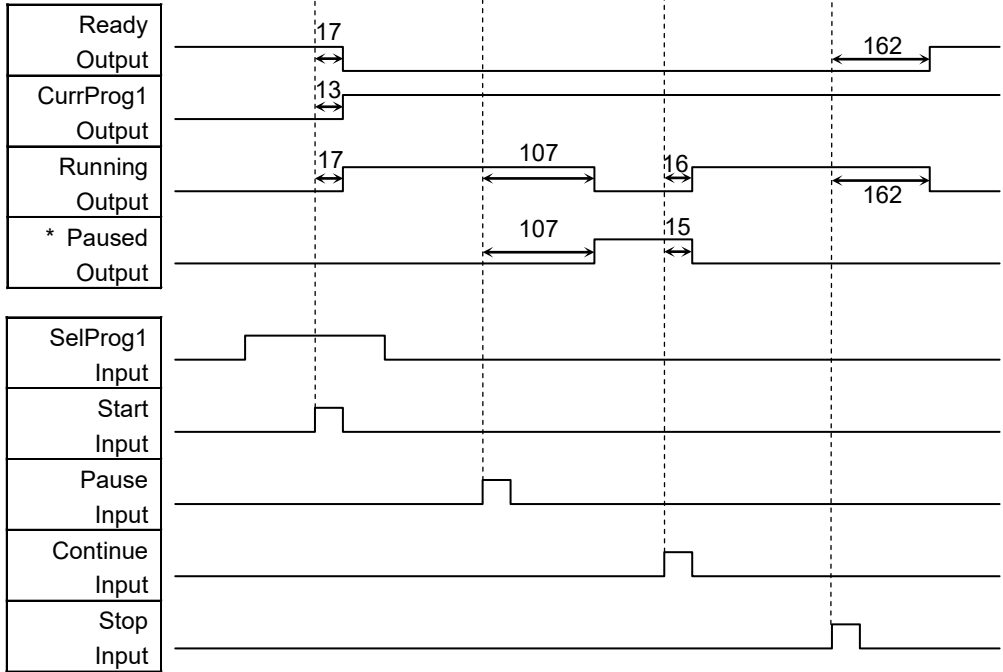 Ready
Output
17
162
CurrProg1
Output
13
Running
Output
17
107
16
162
* Paused
Output
107
15
SelProg1
Input
Start
Input
Pause
Input
Continue
Input
Stop
Input